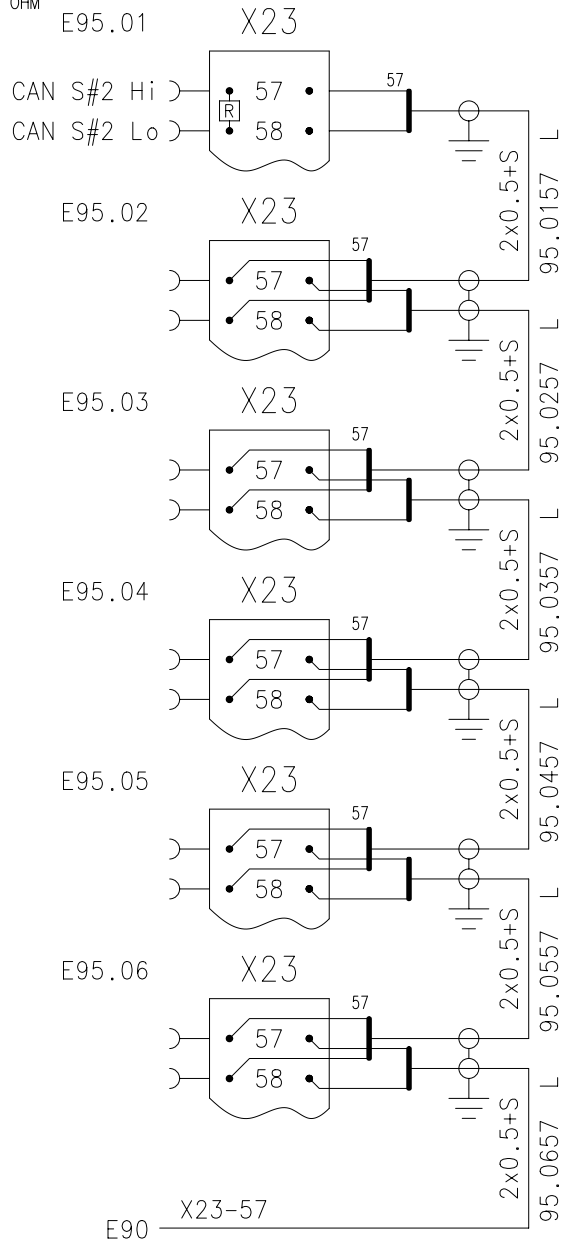 OHM
E95.01 X23
CAN S#2 Hi 57 57
R
CAN S#2 Lo 58
2x0.5+S
95.0157 L
E95.02 X23
57
57
58
2x0.5+S
95.0257 L
E95.03 X23
57
57
58
2x0.5+S
95.0357 L
E95.04 X23
57
57
58
2x0.5+S
95.0457 L
E95.05 X23
57
57
58
2x0.5+S
95.0557 L
E95.06 X23
57
57
58
2x0.5+S
95.0657 L
E90 X23-57